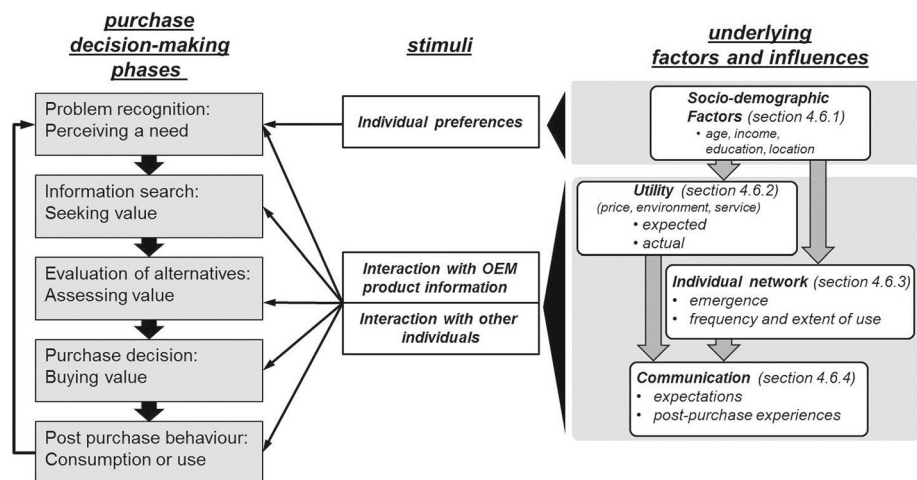 purchase
decision-making
phases
Problem recognition:
Perceiving a need
Information search:
Seeking value
Evaluation of alternatives:
Assessing value
Purchase decision:
Buying value
Post purchase behaviour:
Consumption or use
stimuli
Individual preferences
Interaction with OEM
product information
Interaction with other
individuals
underlying
factors and influences
Socio-demographic
Factors (section 4.6.1)
• age, income,
education, location
Utility (section 4.6.2)
(price, environment, service)
• expected
• actual
Individual network (section 4.6.3)
• emergence
• frequency and extent of use
Communication (section 4.6.4)
• expectations
• post-purchase experiences